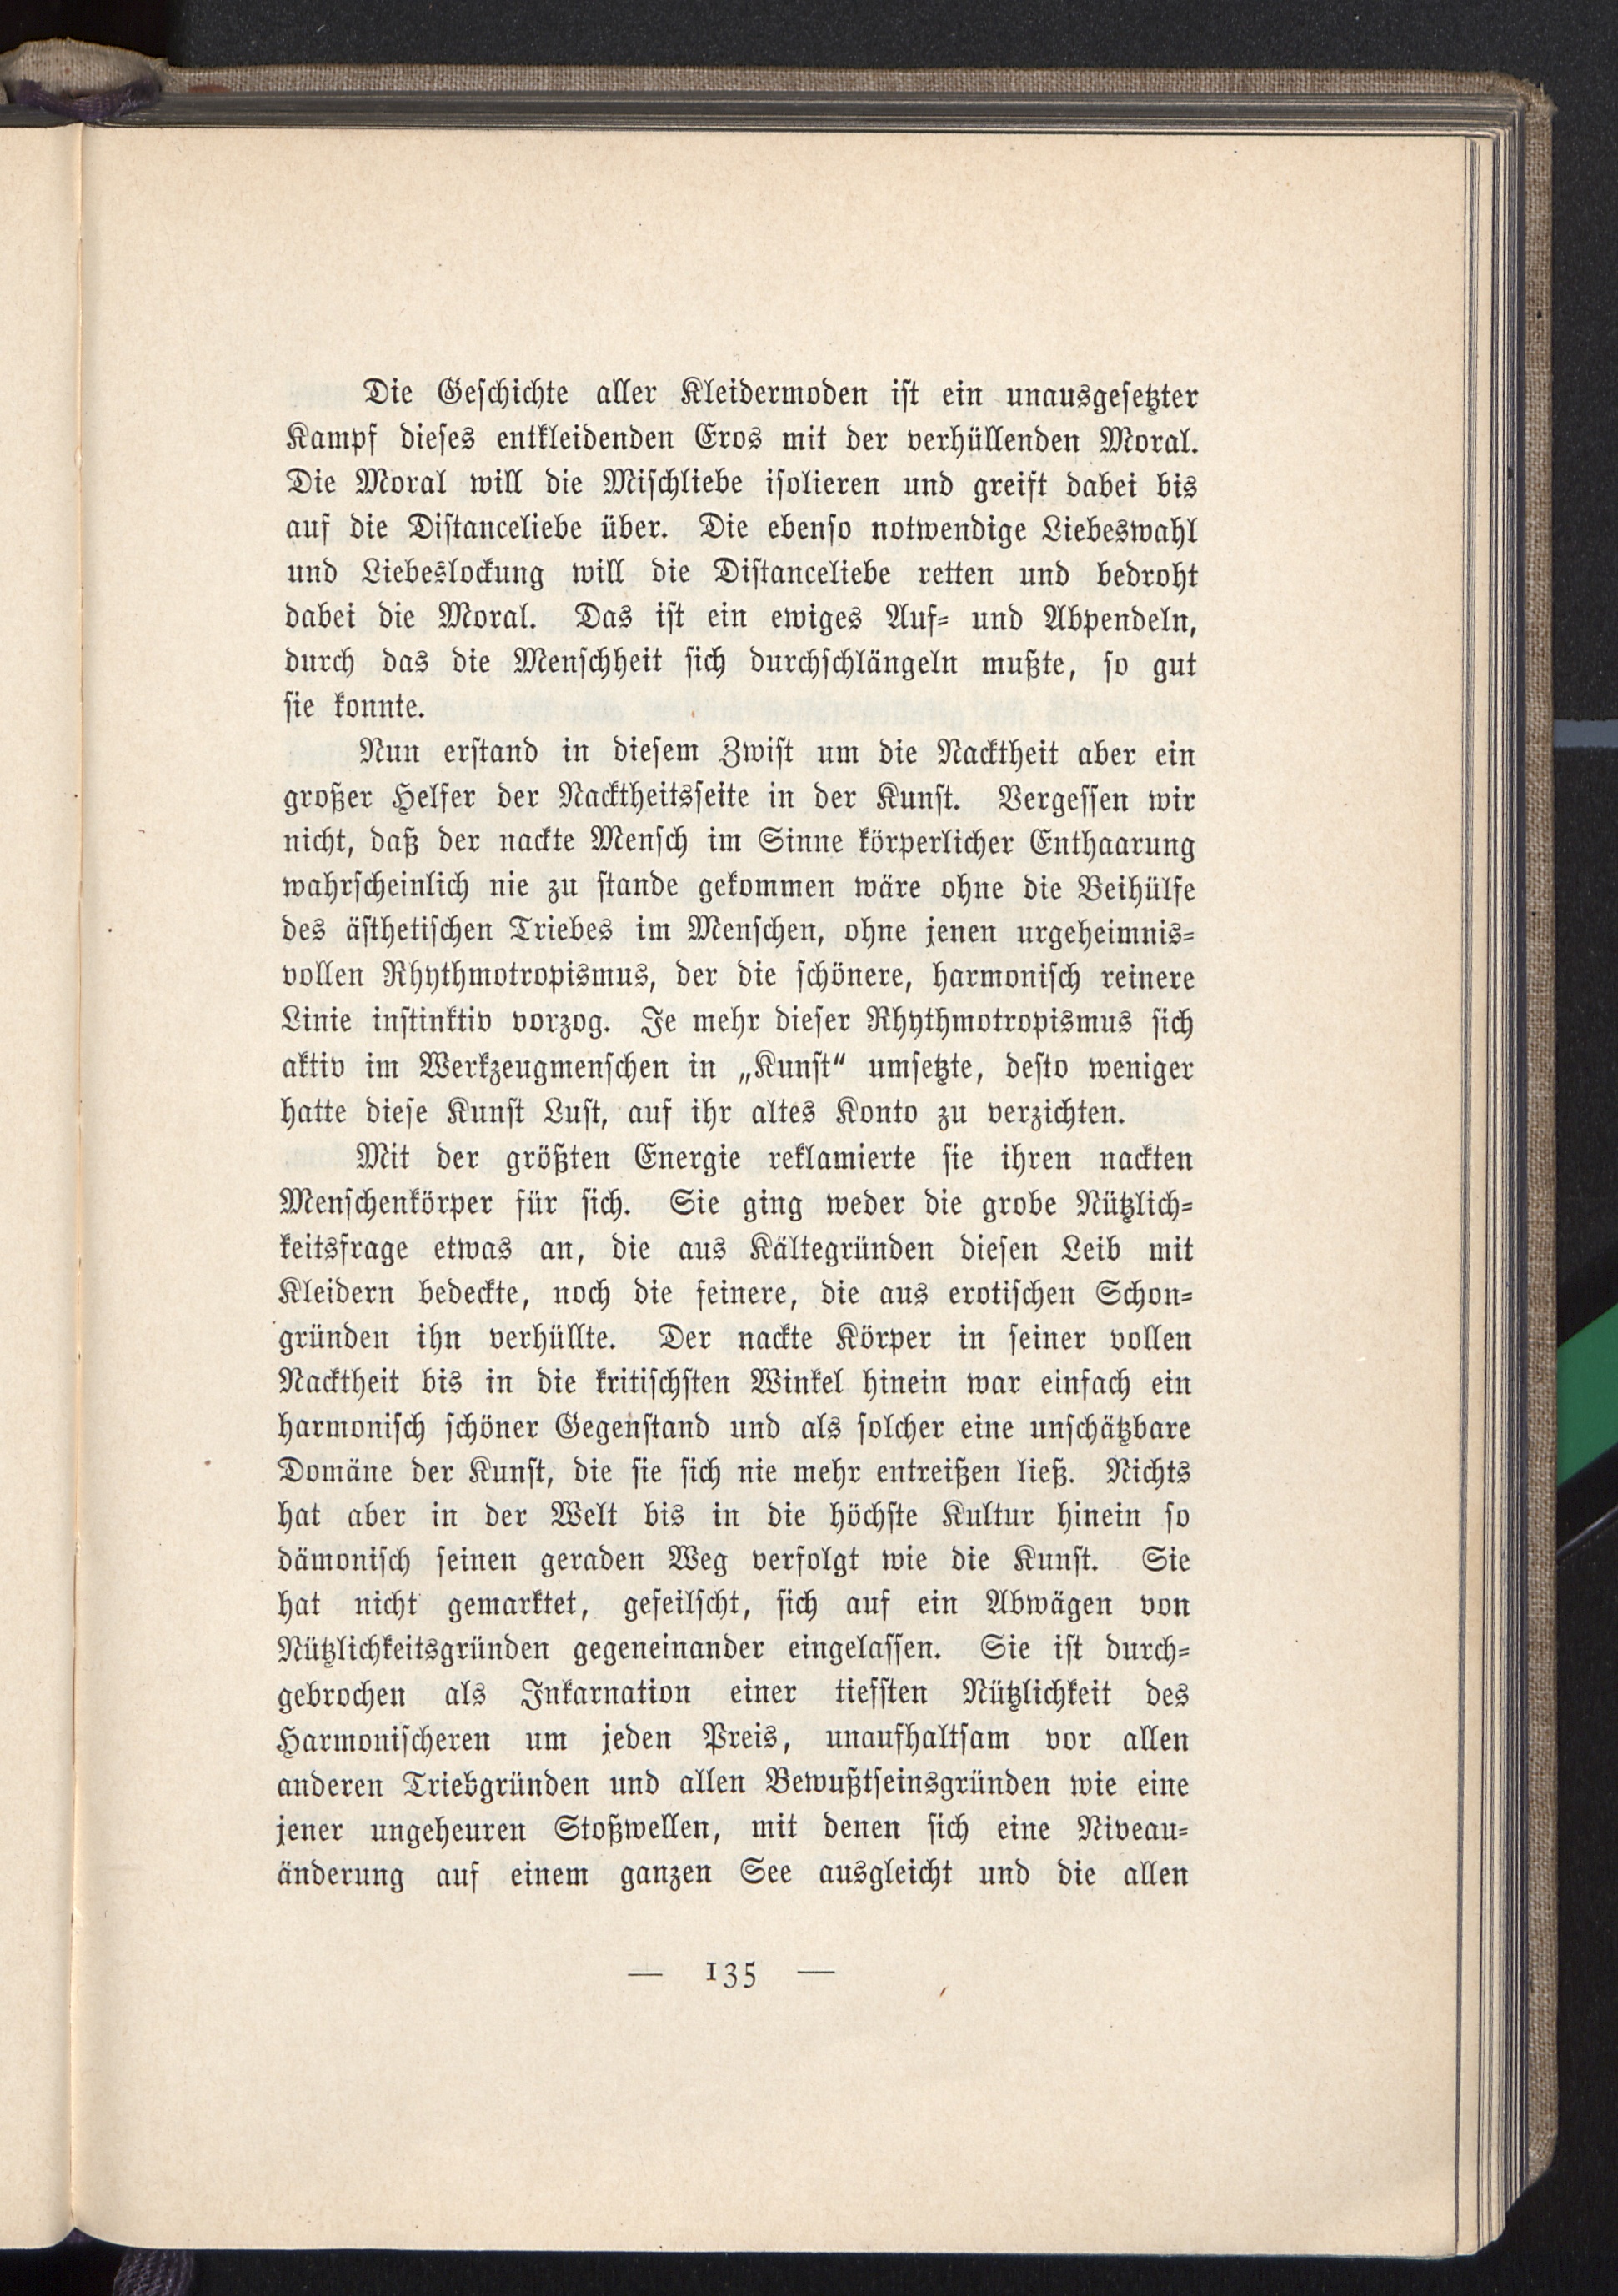 Die Geschichte aller Kleidermoden ist ein unausgesetzter
Kampf dieses entkleidenden Eros mit der verhüllenden Moral.
Die Moral will die Mischliebe isolieren und greift dabei bis
auf die Distanceliebe über. Die ebenso notwendige Liebeswahl
und Liebeslockung will die Distanceliebe retten und bedroht
dabei die Moral. Das ist ein ewiges Auf- und Abpendeln,
durch das die Menschheit sich durchschlängeln mußte, so gut
sie konnte.
Nun erstand in diesem Zwist um die Nacktheit aber ein
großer Helfer der Nacktheitsseite in der Kunst. Vergessen wir
nicht, daß der nackte Mensch im Sinne körperlicher Enthaarung
wahrscheinlich nie zu stande gekommen wäre ohne die Beihülfe
des ästhetischen Triebes im Menschen, ohne jenen urgeheimnis-
vollen Rhythmotropismus, der die schönere, harmonisch reinere
Linie instinktiv vorzog. Je mehr dieser Rhythmotropismus sich
aktiv im Werkzeugmenschen in „Kunst“ umsetzte, desto weniger
hatte diese Kunst Lust, auf ihr altes Konto zu verzichten.
Mit der größten Energie reklamierte sie ihren nackten
Menschenkörper für sich. Sie ging weder die grobe Nützlich-
keitsfrage etwas an, die aus Kältegründen diesen Leib mit
Kleidern bedeckte, noch die feinere, die aus erotischen Schon-
gründen ihn verhüllte. Der nackte Körper in seiner vollen
Nacktheit bis in die kritischsten Winkel hinein war einfach ein
harmonisch schöner Gegenstand und als solcher eine unschätzbare
Domäne der Kunst, die sie sich nie mehr entreißen ließ. Nichts
hat aber in der Welt bis in die höchste Kultur hinein so
dämonisch seinen geraden Weg verfolgt wie die Kunst. Sie
hat nicht gemarktet, gefeilscht, sich auf ein Abwägen von
Nützlichkeitsgründen gegeneinander eingelassen. Sie ist durch-
gebrochen als Inkarnation einer tiefsten Nützlichkeit des
Harmonischeren um jeden Preis, unaufhaltsam vor allen
anderen Triebgründen und allen Bewußtseinsgründen wie eine
jener ungeheuren Stoßwellen, mit denen sich eine Niveau-
änderung auf einem ganzen See ausgleicht und die allen
— 135 —